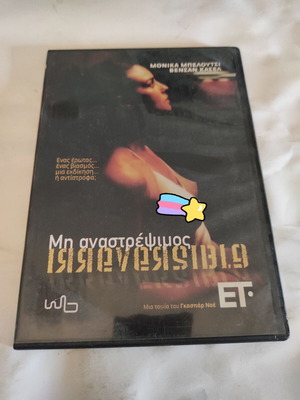 ΜΟΝΙΚΑ ΜΠΕΛΟΥΤΣΙ
ΒΕΝΣΑΝ ΚΑΣΕΛ
Ένας έρωτας...
ένας βιασμός...
μια εκδίκηση...
ή αντίστροφα;
Μη αναστρέψιμος
IRREVERSIBLE
Μια ταινία του Γκασπάρ Νοέ
ET·